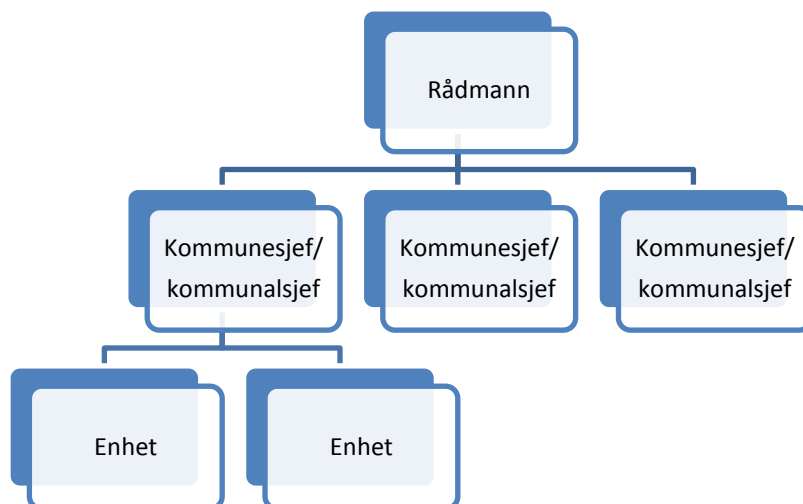 Rådmann
Kommunesjef/
kommunalsjef
Kommunesjef/
kommunalsjef
Kommunesjef/
kommunalsjef
Enhet
Enhet